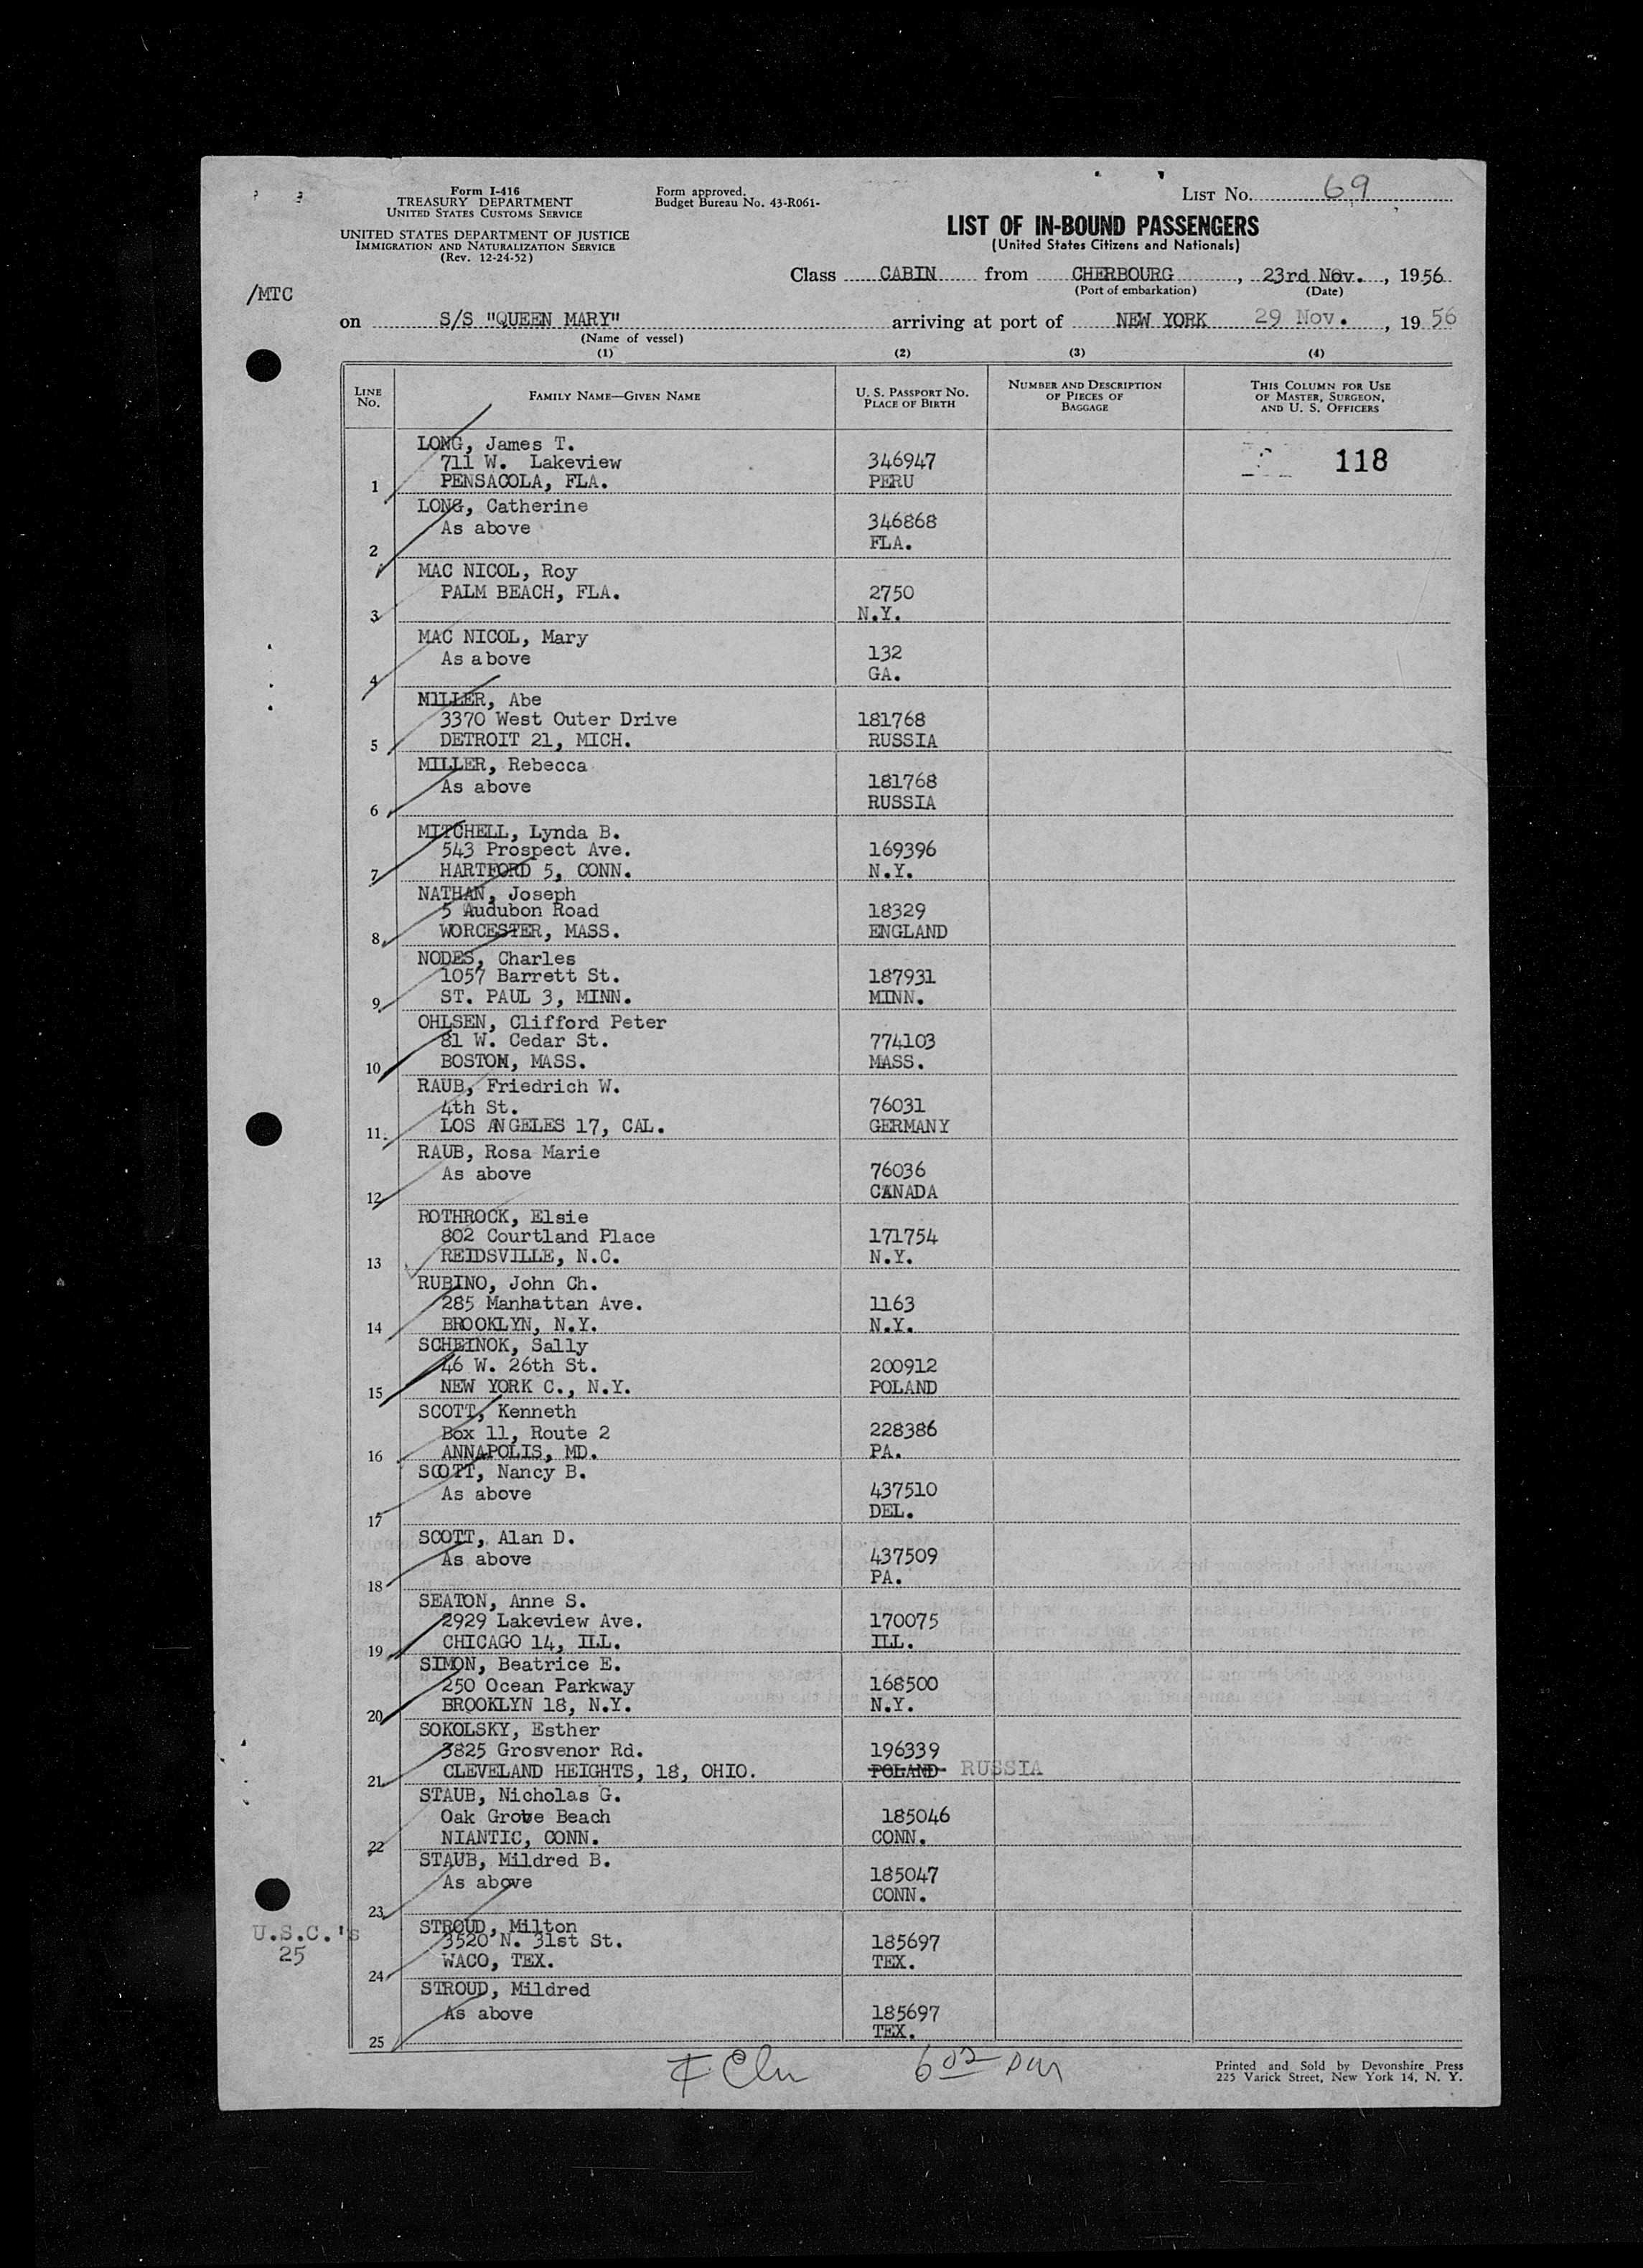 Form I-416
TREASURY DEPARTMENT
UNITED STATES CUSTOMS SERVICE
UNITED STATES DEPARTMENT OF JUSTICE
IMMIGRATION AND NATURALIZATION SERVICE
(Rev. 12-24-52)
Form approved.
Budget Bureau No. 43-R061-
LIST No. 69
LIST OF IN-BOUND PASSENGERS
(United States Citizens and Nationals)
Class CABIN from CHERBOURG, 23rd Nov., 1956
(Port of embarkation) (Date)
/MTC
on S/S "QUEEN MARY" arriving at port of NEW YORK 29 Nov., 1956
(Name of vessel)
(1) (2) (3) (4)
LINE No. FAMILY NAME—GIVEN NAME U. S. PASSPORT No. PLACE OF BIRTH NUMBER AND DESCRIPTION OF PIECES OF BAGGAGE THIS COLUMN FOR USE OF MASTER, SURGEON, AND U. S. OFFICERS
LONG, James T.
711 W. Lakeview 346947 118
1 PENSACOLA, FLA. PERU
LONG, Catherine
As above 346868
2 FLA.
MAC NICOL, Roy
PALM BEACH, FLA. 2750
3 N.Y.
MAC NICOL, Mary
As above 132
4 GA.
MILLER, Abe
3370 West Outer Drive 181768
5 DETROIT 21, MICH. RUSSIA
MILLER, Rebecca
As above 181768
6 RUSSIA
MITCHELL, Lynda B.
543 Prospect Ave. 169396
7 HARTFORD 5, CONN. N.Y.
NATHAN, Joseph
5 Audubon Road 18329
8 WORCESTER, MASS. ENGLAND
NODES, Charles
1057 Barrett St. 187931
9 ST. PAUL 3, MINN. MINN.
OHLSEN, Clifford Peter
81 W. Cedar St. 774103
10 BOSTON, MASS. MASS.
RAUB, Friedrich W.
4th St. 76031
11 LOS ANGELES 17, CAL. GERMANY
RAUB, Rosa Marie
As above 76036
12 CANADA
ROTHROCK, Elsie
802 Courtland Place 171754
13 REIDSVILLE, N.C. N.Y.
RUBINO, John Ch.
285 Manhattan Ave. 1163
14 BROOKLYN, N.Y. N.Y.
SCHEINOK, Sally
46 W. 26th St. 200912
15 NEW YORK C., N.Y. POLAND
SCOTT, Kenneth
Box 11, Route 2 228386
16 ANNAPOLIS, MD. PA.
SCOTT, Nancy B.
As above 437510
17 DEL.
SCOTT, Alan D.
As above 437509
18 PA.
SEATON, Anne S.
2929 Lakeview Ave. 170075
19 CHICAGO 14, ILL. ILL.
SIMON, Beatrice E.
250 Ocean Parkway 168500
20 BROOKLYN 18, N.Y. N.Y.
SOKOLSKY, Esther
3825 Grosvenor Rd. 196339
21 CLEVELAND HEIGHTS, 18, OHIO. POLAND RUSSIA
STAUB, Nicholas G.
Oak Grove Beach 185046
22 NIANTIC, CONN. CONN.
STAUB, Mildred B.
As above 185047
23 CONN.
U.S.C.'s
25
STROUD, Milton
3520 N. 31st St. 185697
24 WACO, TEX. TEX.
STROUD, Mildred
As above 185697
25 TEX.
Printed and Sold by Devonshire Press
225 Varick Street, New York 14, N. Y.